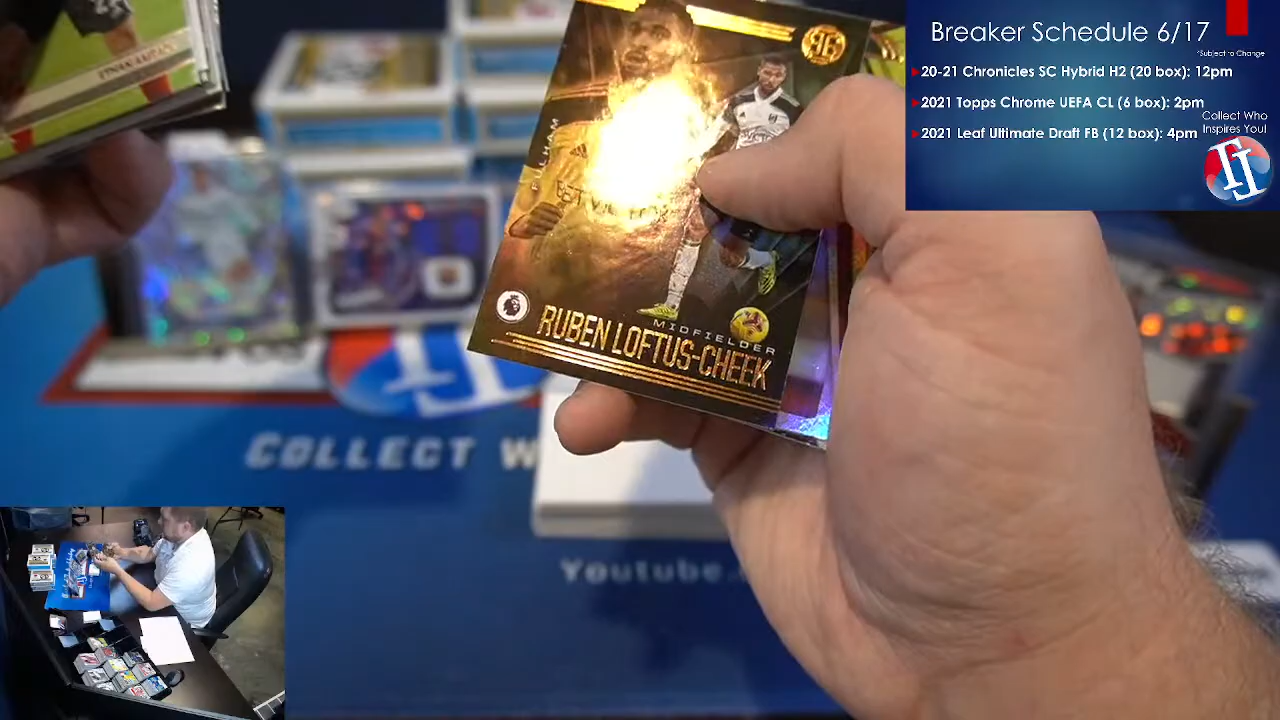 Breaker Schedule 6/17
*Subject to Change
20-21 Chronicles SC Hybrid H2 (20 box): 12pm
2021 Topps Chrome UEFA CL (6 box): 2pm
2021 Leaf Ultimate Draft FB (12 box): 4pm
Collect Who
Inspires You!
FULHAM
MIDFIELDER
RUBEN LOFTUS-CHEEK
COLLECT W
Youtube.